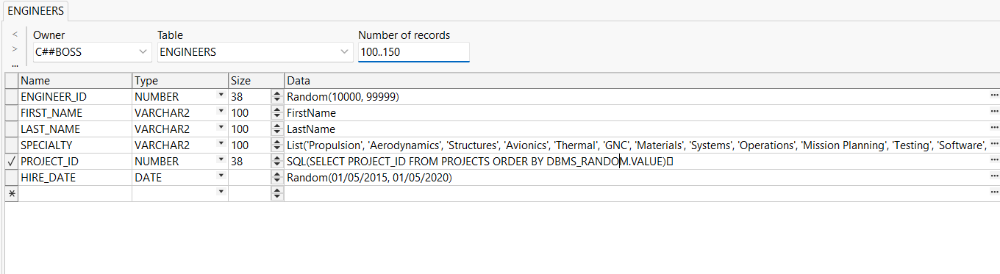 ENGINEERS
< Owner Table Number of records
> C##BOSS ENGINEERS 100..150
...
Name Type Size Data
ENGINEER_ID NUMBER 38 Random(10000, 99999) ...
FIRST_NAME VARCHAR2 100 FirstName ...
LAST_NAME VARCHAR2 100 LastName ...
SPECIALTY VARCHAR2 100 List('Propulsion', 'Aerodynamics', 'Structures', 'Avionics', 'Thermal', 'GNC', 'Materials', 'Systems', 'Operations', 'Mission Planning', 'Testing', 'Software', ...
✓ PROJECT_ID NUMBER 38 SQL(SELECT PROJECT_ID FROM PROJECTS ORDER BY DBMS_RANDOM.VALUE)▯ ...
HIRE_DATE DATE Random(01/05/2015, 01/05/2020) ...
* ...